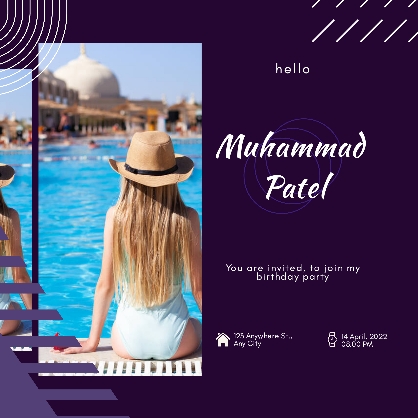 hello
Muhammad
Patel
You are invited, to join my
birthday party
123 Anywhere St.,
Any City
14 April, 2022
08.00 PM